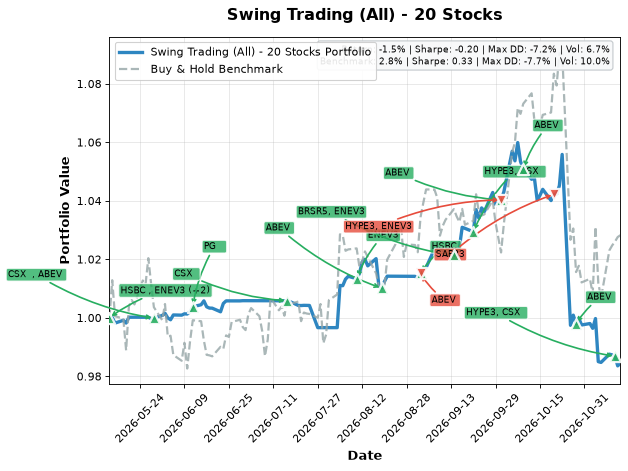 Swing Trading (All) - 20 Stocks
Swing Trading (All) - 20 Stocks Portfolio
Buy & Hold Benchmark
-1.5% | Sharpe: -0.20 | Max DD: -7.2% | Vol: 6.7%
2.8% | Sharpe: 0.33 | Max DD: -7.7% | Vol: 10.0%
Portfolio Value
1.08
1.06
1.04
1.02
1.00
0.98
ABEV
HYPE3, CSX
ABEV
BRSR5, ENEV3
HYPE3, ENEV3
ABEV
ENEV3
HSBC
PG
CSX , ABEV
CSX
HSBC , ENEV3 (+2)
ABEV
ABEV
HYPE3, CSX
2026-05-24
2026-06-09
2026-06-25
2026-07-11
2026-07-27
2026-08-12
2026-08-28
2026-09-13
2026-09-29
2026-10-15
2026-10-31
Date